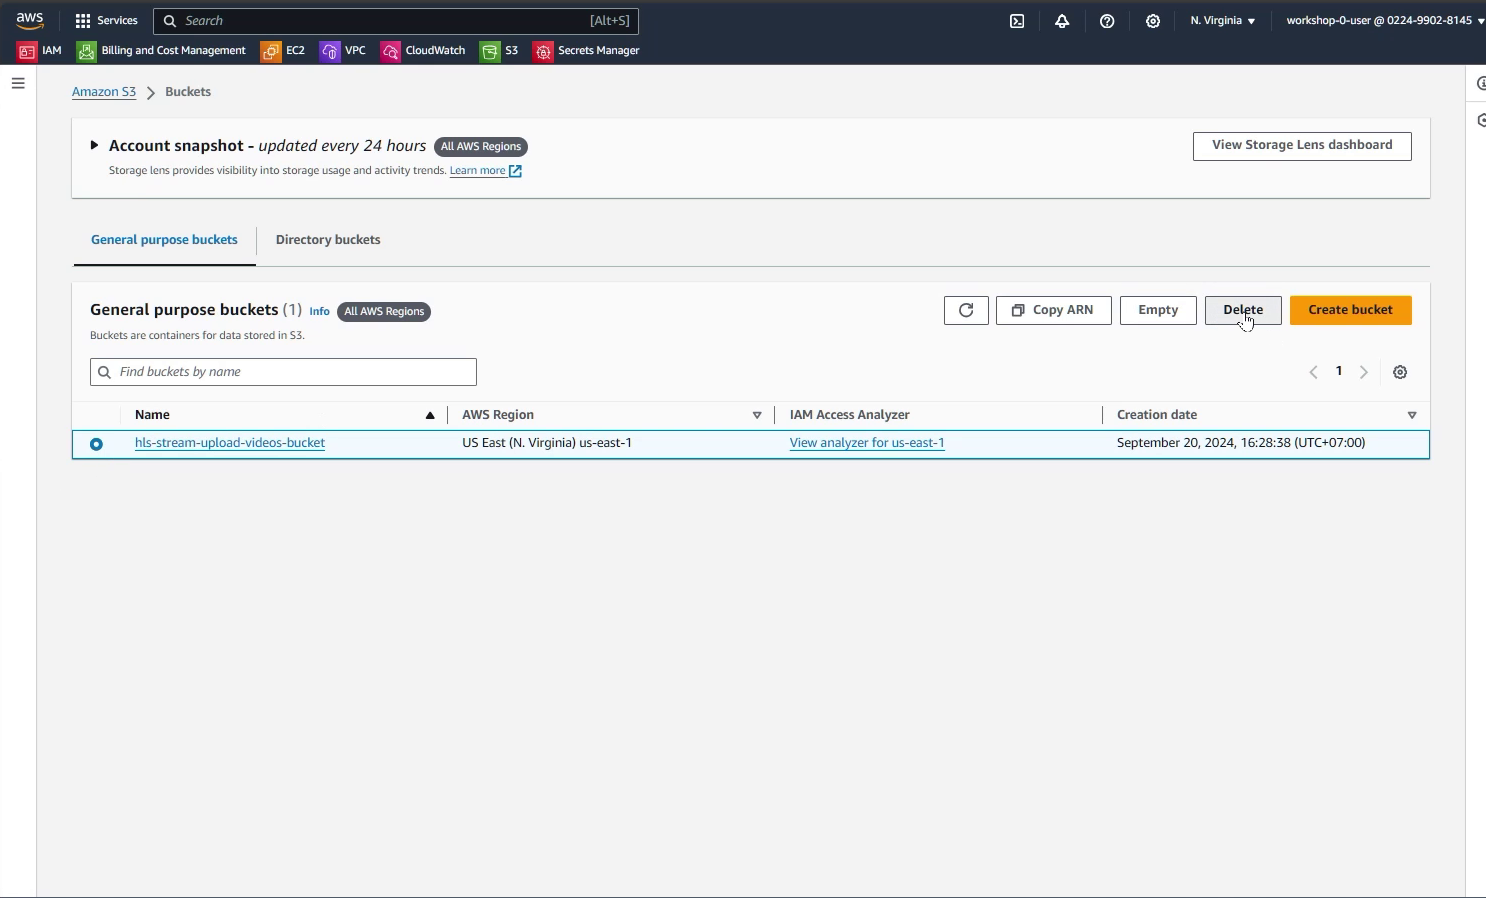 aws Services Search [Alt+S] N. Virginia workshop-0-user @ 0224-9902-8145
IAM Billing and Cost Management EC2 VPC CloudWatch S3 Secrets Manager
Amazon S3 Buckets
Account snapshot - updated every 24 hours All AWS Regions View Storage Lens dashboard
Storage lens provides visibility into storage usage and activity trends. Learn more
General purpose buckets Directory buckets
General purpose buckets (1) Info All AWS Regions Copy ARN Empty Delete Create bucket
Buckets are containers for data stored in S3.
Find buckets by name 1
Name AWS Region IAM Access Analyzer Creation date
hls-stream-upload-videos-bucket US East (N. Virginia) us-east-1 View analyzer for us-east-1 September 20, 2024, 16:28:38 (UTC+07:00)